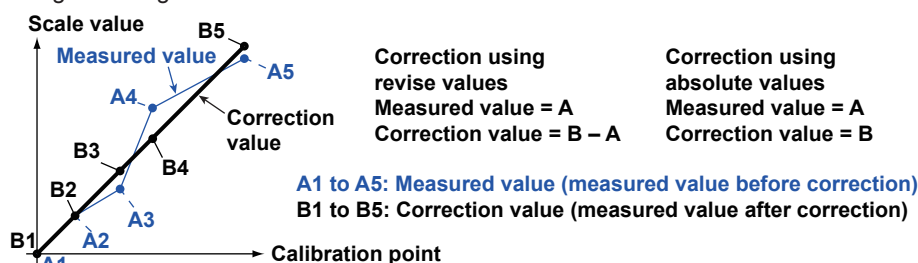 Scale value
B5
Measured value
A5
A4
Correction
value
B3
B4
B2
A3
B1
A2
A1
Calibration point
Correction using
revise values
Measured value = A
Correction value = B – A
Correction using
absolute values
Measured value = A
Correction value = B
A1 to A5: Measured value (measured value before correction)
B1 to B5: Correction value (measured value after correction)